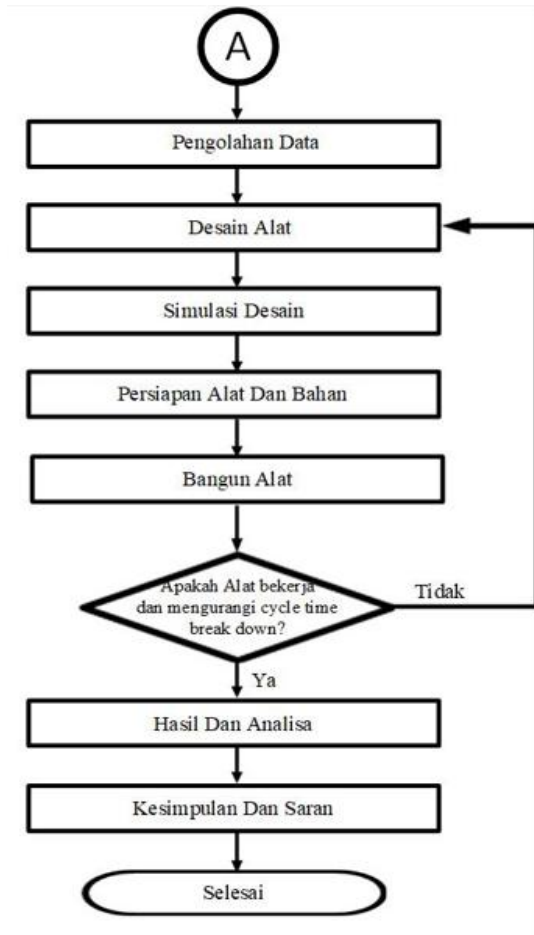 A
Pengolahan Data
Desain Alat
Simulasi Desain
Persiapan Alat Dan Bahan
Bangun Alat
Apakah Alat bekerja
dan mengurangi cycle time
break down?
Tidak
Ya
Hasil Dan Analisa
Kesimpulan Dan Saran
Selesai